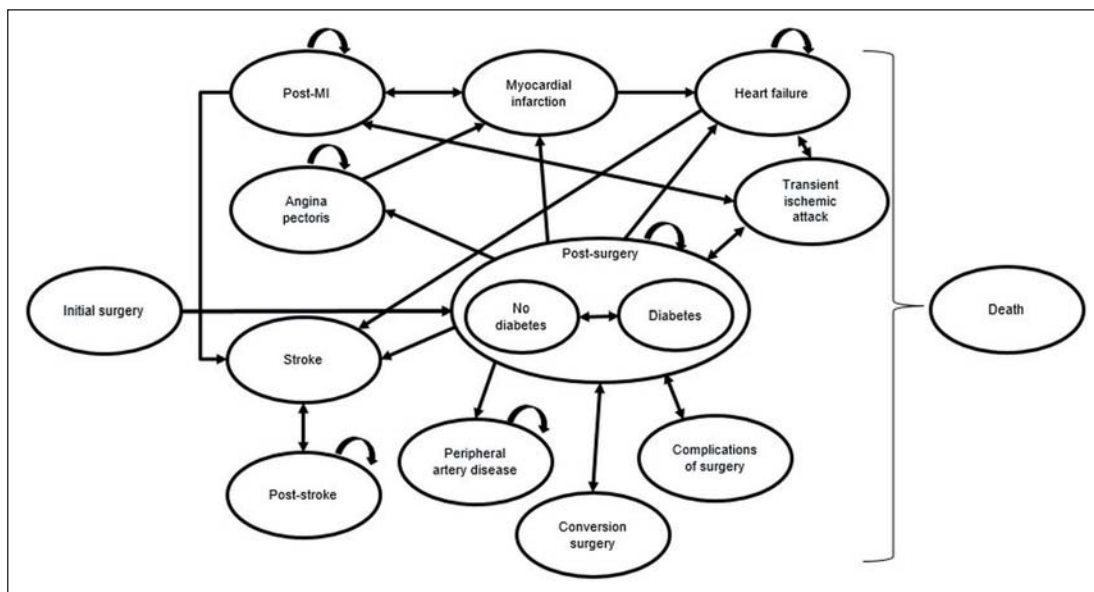 Post-MI
Myocardial
infarction
Heart failure
Angina
pectoris
Transient
ischemic
attack
Post-surgery
Initial surgery
No
diabetes
Diabetes
Death
Stroke
Peripheral
artery disease
Complications
of surgery
Post-stroke
Conversion
surgery